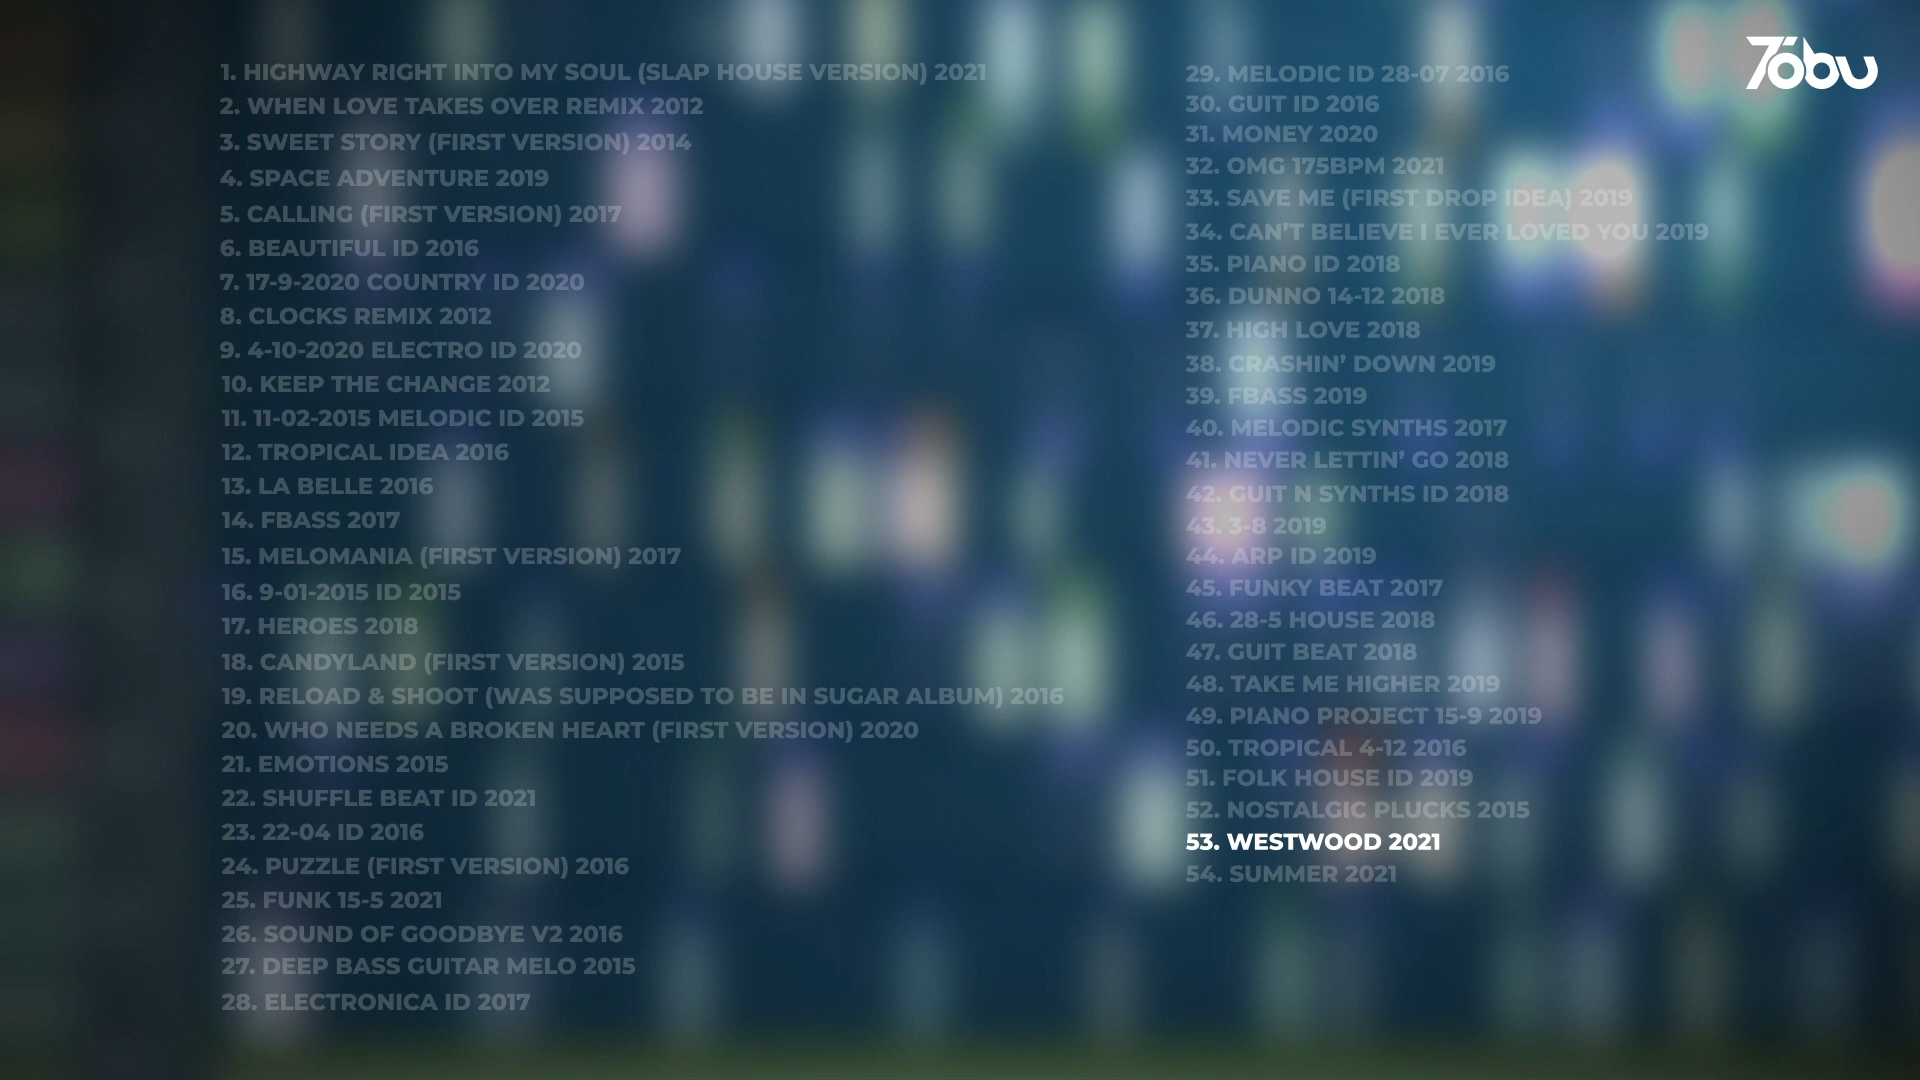 1. HIGHWAY RIGHT INTO MY SOUL (SLAP HOUSE VERSION) 2021
2. WHEN LOVE TAKES OVER REMIX 2012
3. SWEET STORY (FIRST VERSION) 2014
4. SPACE ADVENTURE 2019
5. CALLING (FIRST VERSION) 2017
6. BEAUTIFUL ID 2016
7. 17-9-2020 COUNTRY ID 2020
8. CLOCKS REMIX 2012
9. 4-10-2020 ELECTRO ID 2020
10. KEEP THE CHANGE 2012
11. 11-02-2015 MELODIC ID 2015
12. TROPICAL IDEA 2016
13. LA BELLE 2016
14. FBASS 2017
15. MELOMANIA (FIRST VERSION) 2017
16. 9-01-2015 ID 2015
17. HEROES 2018
18. CANDYLAND (FIRST VERSION) 2015
19. RELOAD & SHOOT (WAS SUPPOSED TO BE IN SUGAR ALBUM) 2016
20. WHO NEEDS A BROKEN HEART (FIRST VERSION) 2020
21. EMOTIONS 2015
22. SHUFFLE BEAT ID 2021
23. 22-04 ID 2016
24. PUZZLE (FIRST VERSION) 2016
25. FUNK 15-5 2021
26. SOUND OF GOODBYE V2 2016
27. DEEP BASS GUITAR MELO 2015
28. ELECTRONICA ID 2017
29. MELODIC ID 28-07 2016
30. GUIT ID 2016
31. MONEY 2020
32. OMG 175BPM 2021
33. SAVE ME (FIRST DROP IDEA) 2019
34. CAN'T BELIEVE I EVER LOVED YOU 2019
35. PIANO ID 2018
36. DUNNO 14-12 2018
37. HIGH LOVE 2018
38. CRASHIN' DOWN 2019
39. FBASS 2019
40. MELODIC SYNTHS 2017
41. NEVER LETTIN' GO 2018
42. GUIT N SYNTHS ID 2018
43. 3-8 2019
44. ARP ID 2019
45. FUNKY BEAT 2017
46. 28-5 HOUSE 2018
47. GUIT BEAT 2018
48. TAKE ME HIGHER 2019
49. PIANO PROJECT 15-9 2019
50. TROPICAL 4-12 2016
51. FOLK HOUSE ID 2019
52. NOSTALGIC PLUCKS 2015
53. WESTWOOD 2021
54. SUMMER 2021
Tobu